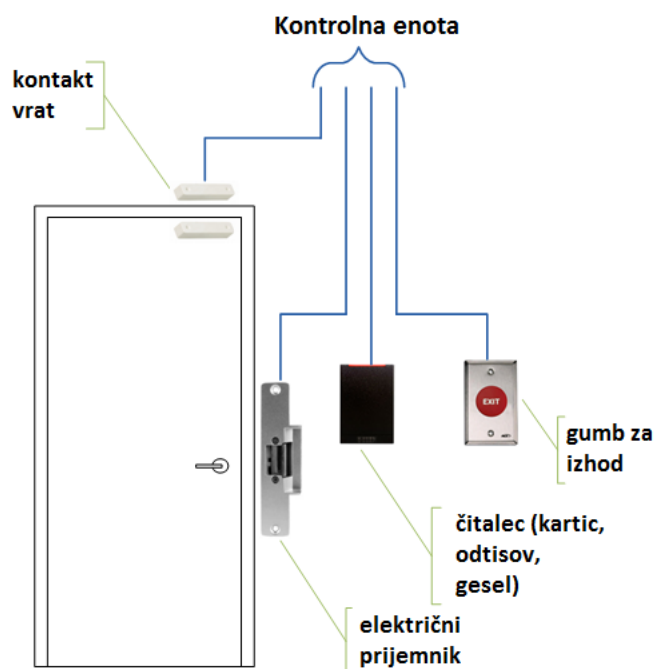 Kontrolna enota
kontakt
vrat
EXIT
gumb za
izhod
čitalec (kartic,
odtisov,
gesel)
električni
prijemnik